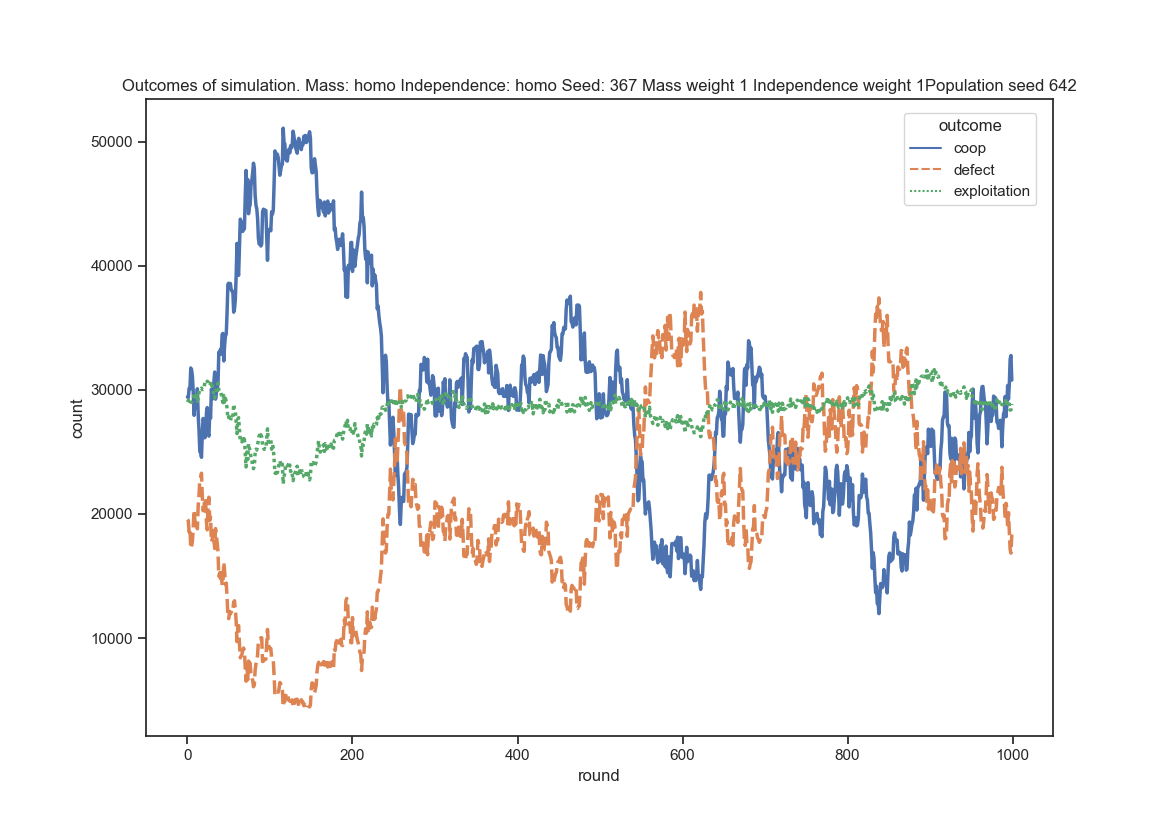 Outcomes of simulation. Mass: homo Independence: homo Seed: 367 Mass weight 1 Independence weight 1Population seed 642
outcome
coop
defect
exploitation
50000
40000
30000
20000
10000
count
0 200 400 600 800 1000
round